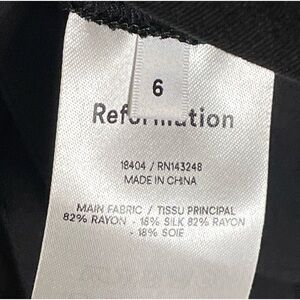 6
Reformation
18404 / RN143248
MADE IN CHINA
MAIN FABRIC / TISSU PRINCIPAL
82% RAYON - 18% SILK 82% RAYON
- 18% SOIE